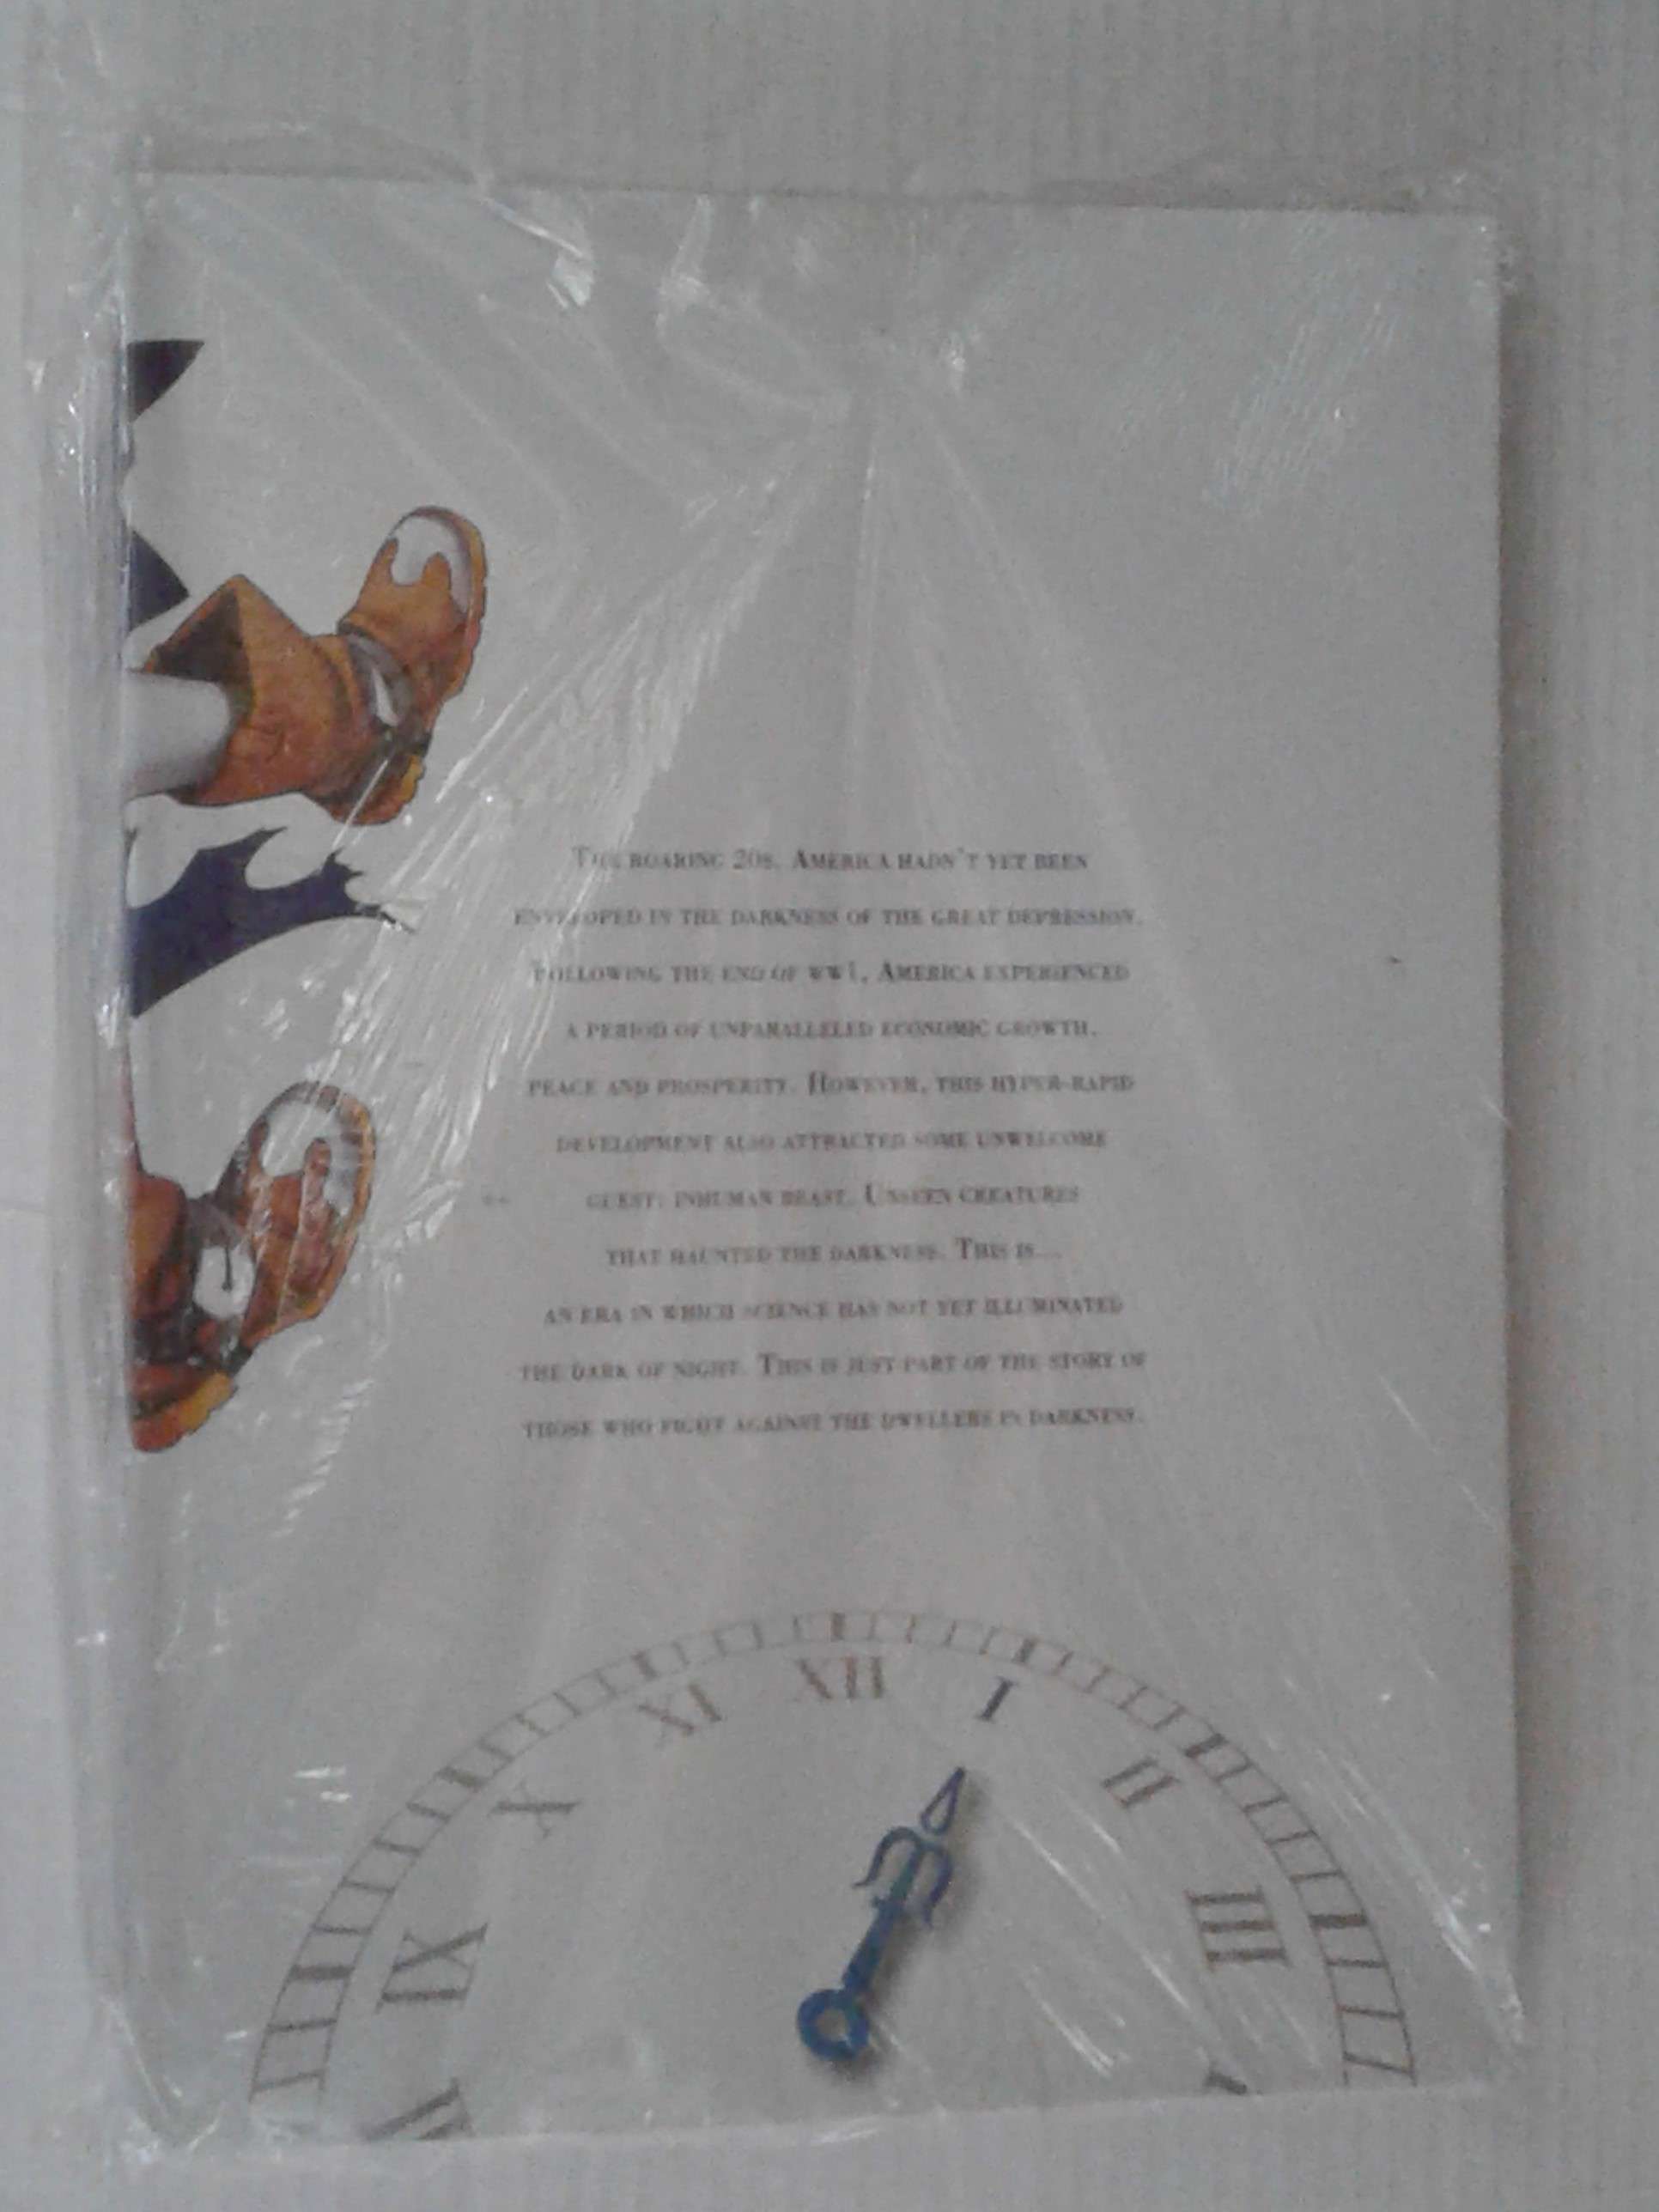 THE ROARING 20S. AMERICA HADN'T YET BEEN
ENVELOPED IN THE DARKNESS OF THE GREAT DEPRESSION.
FOLLOWING THE END OF WW1, AMERICA EXPERIENCED
A PERIOD OF UNPARALLELED ECONOMIC GROWTH,
PEACE AND PROSPERITY. HOWEVER, THIS HYPER-RAPID
DEVELOPMENT ALSO ATTRACTED SOME UNWELCOME
GUEST: INHUMAN BEAST. UNSEEN CREATURES
THAT HAUNTED THE DARKNESS. THIS IS...
AN ERA IN WHICH SCIENCE HAS NOT YET ILLUMINATED
THE DARK OF NIGHT. THIS IS JUST PART OF THE STORY OF
THOSE WHO FIGHT AGAINST THE DWELLERS IN DARKNESS.
XI XII I
X II
IX III